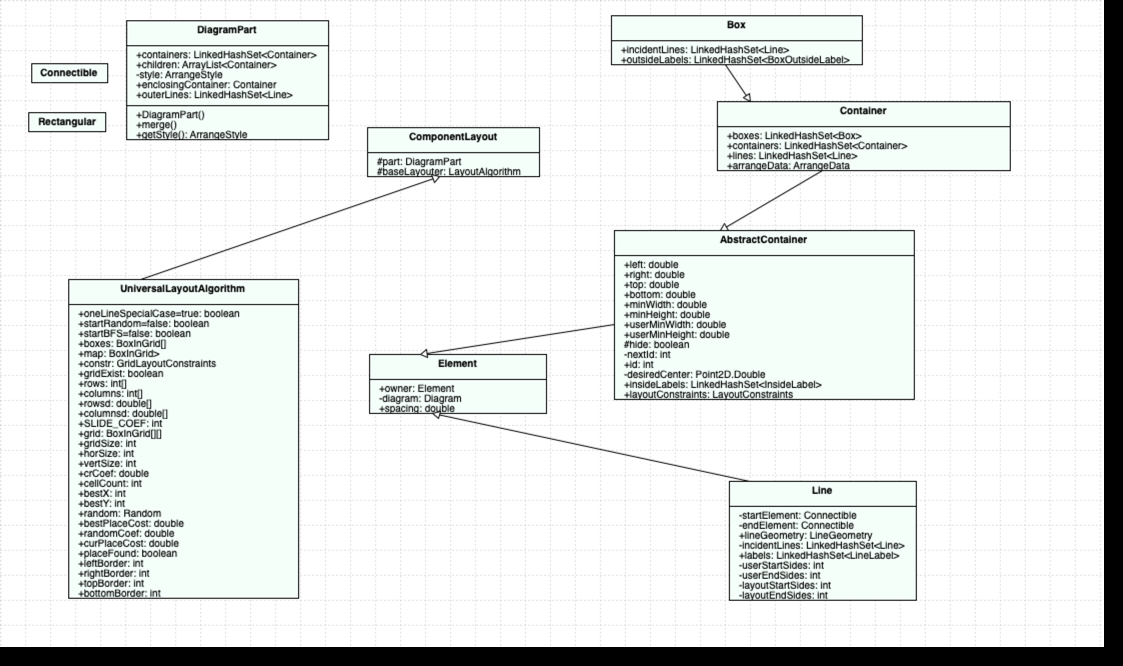 DiagramPart
+containers: LinkedHashSet<Container>
+children: ArrayList<Container>
-style: ArrangeStyle
+enclosingContainer: Container
+outerLines: LinkedHashSet<Line>
+DiagramPart()
+merge()
+getStyle(): ArrangeStyle
Connectible
Rectangular
Box
+incidentLines: LinkedHashSet<Line>
+outsideLabels: LinkedHashSet<BoxOutsideLabel>
Container
+boxes: LinkedHashSet<Box>
+containers: LinkedHashSet<Container>
+lines: LinkedHashSet<Line>
+arrangeData: ArrangeData
ComponentLayout
#part: DiagramPart
#baseLayouter: LayoutAlgorithm
AbstractContainer
+left: double
+right: double
+top: double
+bottom: double
+minWidth: double
+minHeight: double
+userMinWidth: double
+userMinHeight: double
#hide: boolean
-nextId: int
+id: int
-desiredCenter: Point2D.Double
+insideLabels: LinkedHashSet<InsideLabel>
+layoutConstraints: LayoutConstraints
UniversalLayoutAlgorithm
+oneLineSpecialCase=true: boolean
+startRandom=false: boolean
+startBFS=false: boolean
+boxes: BoxInGrid[]
+map: BoxInGrid>
+constr: GridLayoutConstraints
+gridExist: boolean
+rows: int[]
+columns: int[]
+rowsd: double[]
+columnsd: double[]
+SLIDE_COEF: int
+grid: BoxInGrid[][]
+gridSize: int
+horSize: int
+vertSize: int
+crCoef: double
+cellCount: int
+bestX: int
+bestY: int
+random: Random
+bestPlaceCost: double
+randomCoef: double
+curPlaceCost: double
+placeFound: boolean
+leftBorder: int
+rightBorder: int
+topBorder: int
+bottomBorder: int
Element
+owner: Element
-diagram: Diagram
+spacing: double
Line
-startElement: Connectible
-endElement: Connectible
+lineGeometry: LineGeometry
-incidentLines: LinkedHashSet<Line>
+labels: LinkedHashSet<LineLabel>
-userStartSides: int
-userEndSides: int
-layoutStartSides: int
-layoutEndSides: int